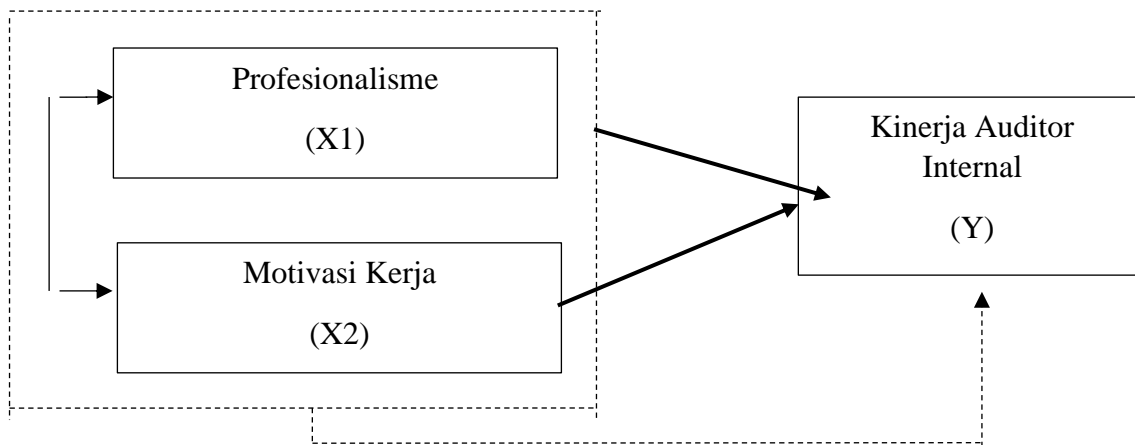 Profesionalisme
(X1)
Kinerja Auditor
Internal
(Y)
Motivasi Kerja
(X2)